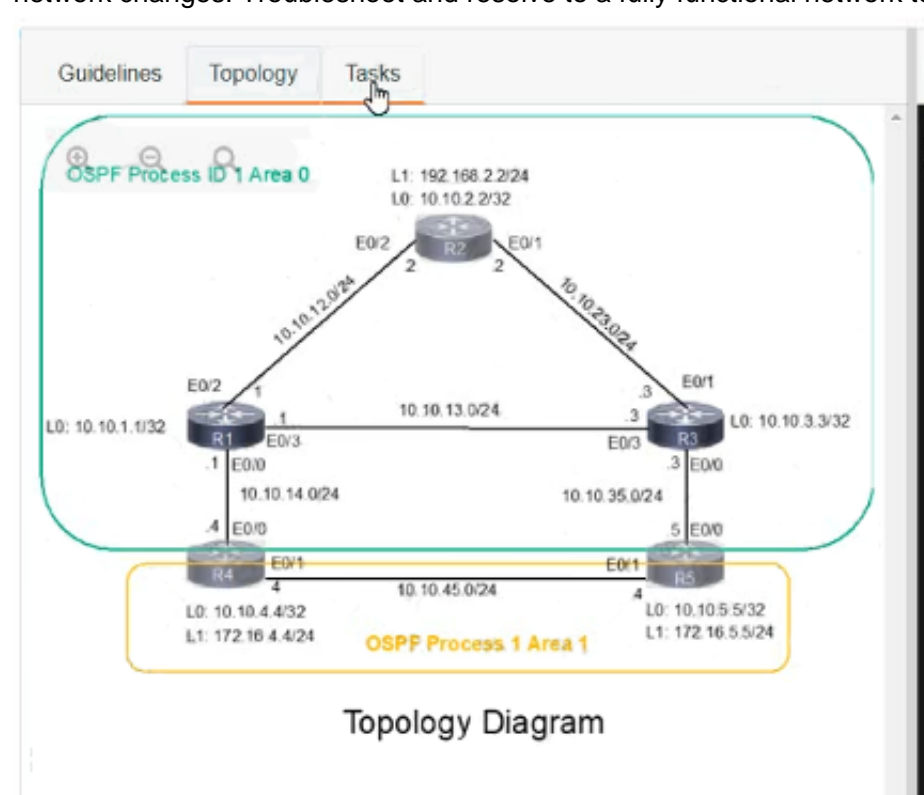 network changes. Troubleshoot and resolve to a fully functional network
Guidelines Topology Tasks
OSPF Process ID 1 Area 0
L1: 192.168.2.2/24
L0: 10.10.2.2/32
E0/2 R2 E0/1
2 2
10.10.12.0/24 10.10.23.0/24
E0/2 1 .3 E0/1
L0: 10.10.1.1/32 R1 .1 E0/3 10.10.13.0/24 .3 E0/3 R3 L0: 10.10.3.3/32
.1 E0/0 .3 E0/0
10.10.14.0/24 10.10.35.0/24
.4 E0/0 .5 E0/0
R4 E0/1 E0/1 R5
4 10.10.45.0/24 4
L0: 10.10.4.4/32 L0: 10.10.5.5/32
L1: 172.16.4.4/24 L1: 172.16.5.5/24
OSPF Process 1 Area 1
Topology Diagram